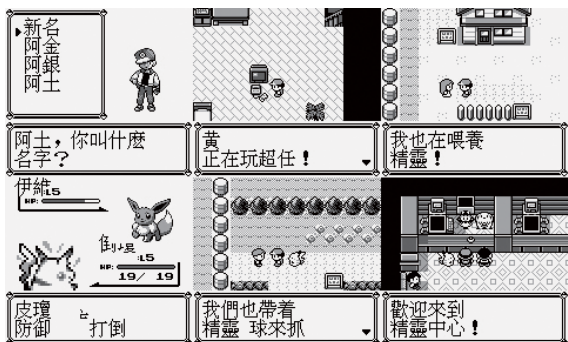 新名
阿金
阿銀
阿土
阿土，你叫什麽
名字？
黄
正在玩超任！
我也在喂養
精靈！
伊維:L5
HP:
:L5
HP:
19/ 19
皮瓊
防御 打倒
我們也帶着
精靈 球來抓
歡迎來到
精靈中心！